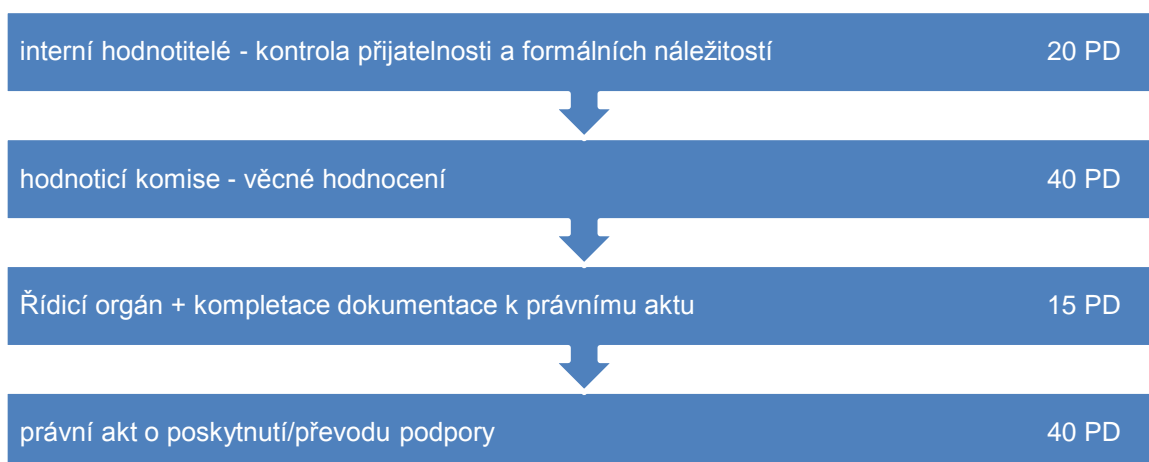 interní hodnotitelé - kontrola přijatelnosti a formálních náležitostí 20 PD
hodnoticí komise - věcné hodnocení 40 PD
Řídicí orgán + kompletace dokumentace k právnímu aktu 15 PD
právní akt o poskytnutí/převodu podpory 40 PD